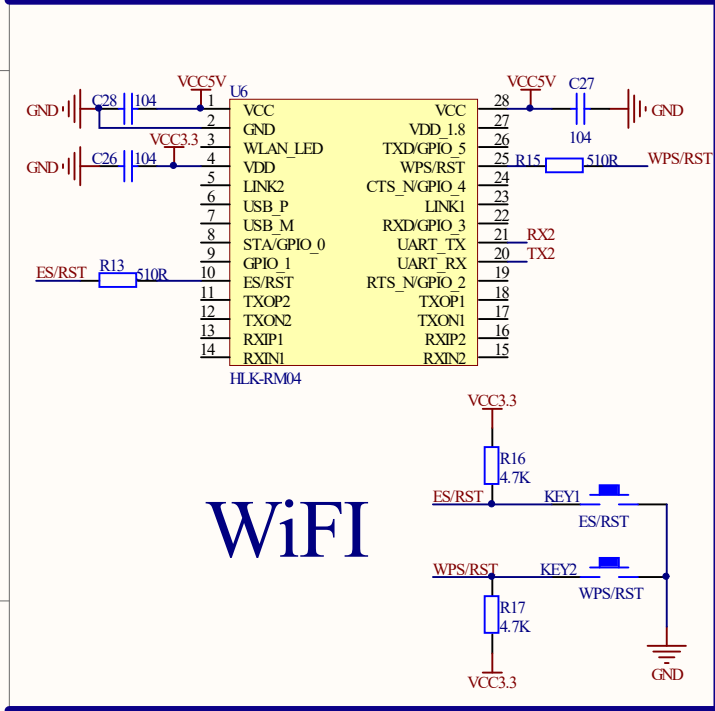 VCC5V U6 VCC5V C27
GND C28 104 1 VCC VCC 28 GND
2 GND VDD_1.8 27 104
VCC3.3 3 WLAN_LED TXD/GPIO_5 26
GND C26 104 4 VDD WPS/RST 25 R15 510R WPS/RST
5 LINK2 CTS_N/GPIO_4 24
6 USB_P LINK1 23
7 USB_M RXD/GPIO_3 22
8 STA/GPIO_0 UART_TX 21 RX2
9 GPIO_1 UART_RX 20 TX2
ES/RST R13 510R 10 ES/RST RTS_N/GPIO_2 19
11 TXOP2 TXOP1 18
12 TXON2 TXON1 17
13 RXIP1 RXIP2 16
14 RXIN1 RXIN2 15
HLK-RM04
VCC3.3
R16
4.7K
ES/RST KEY1
ES/RST
WiFI
WPS/RST KEY2
WPS/RST
R17
4.7K
GND
VCC3.3